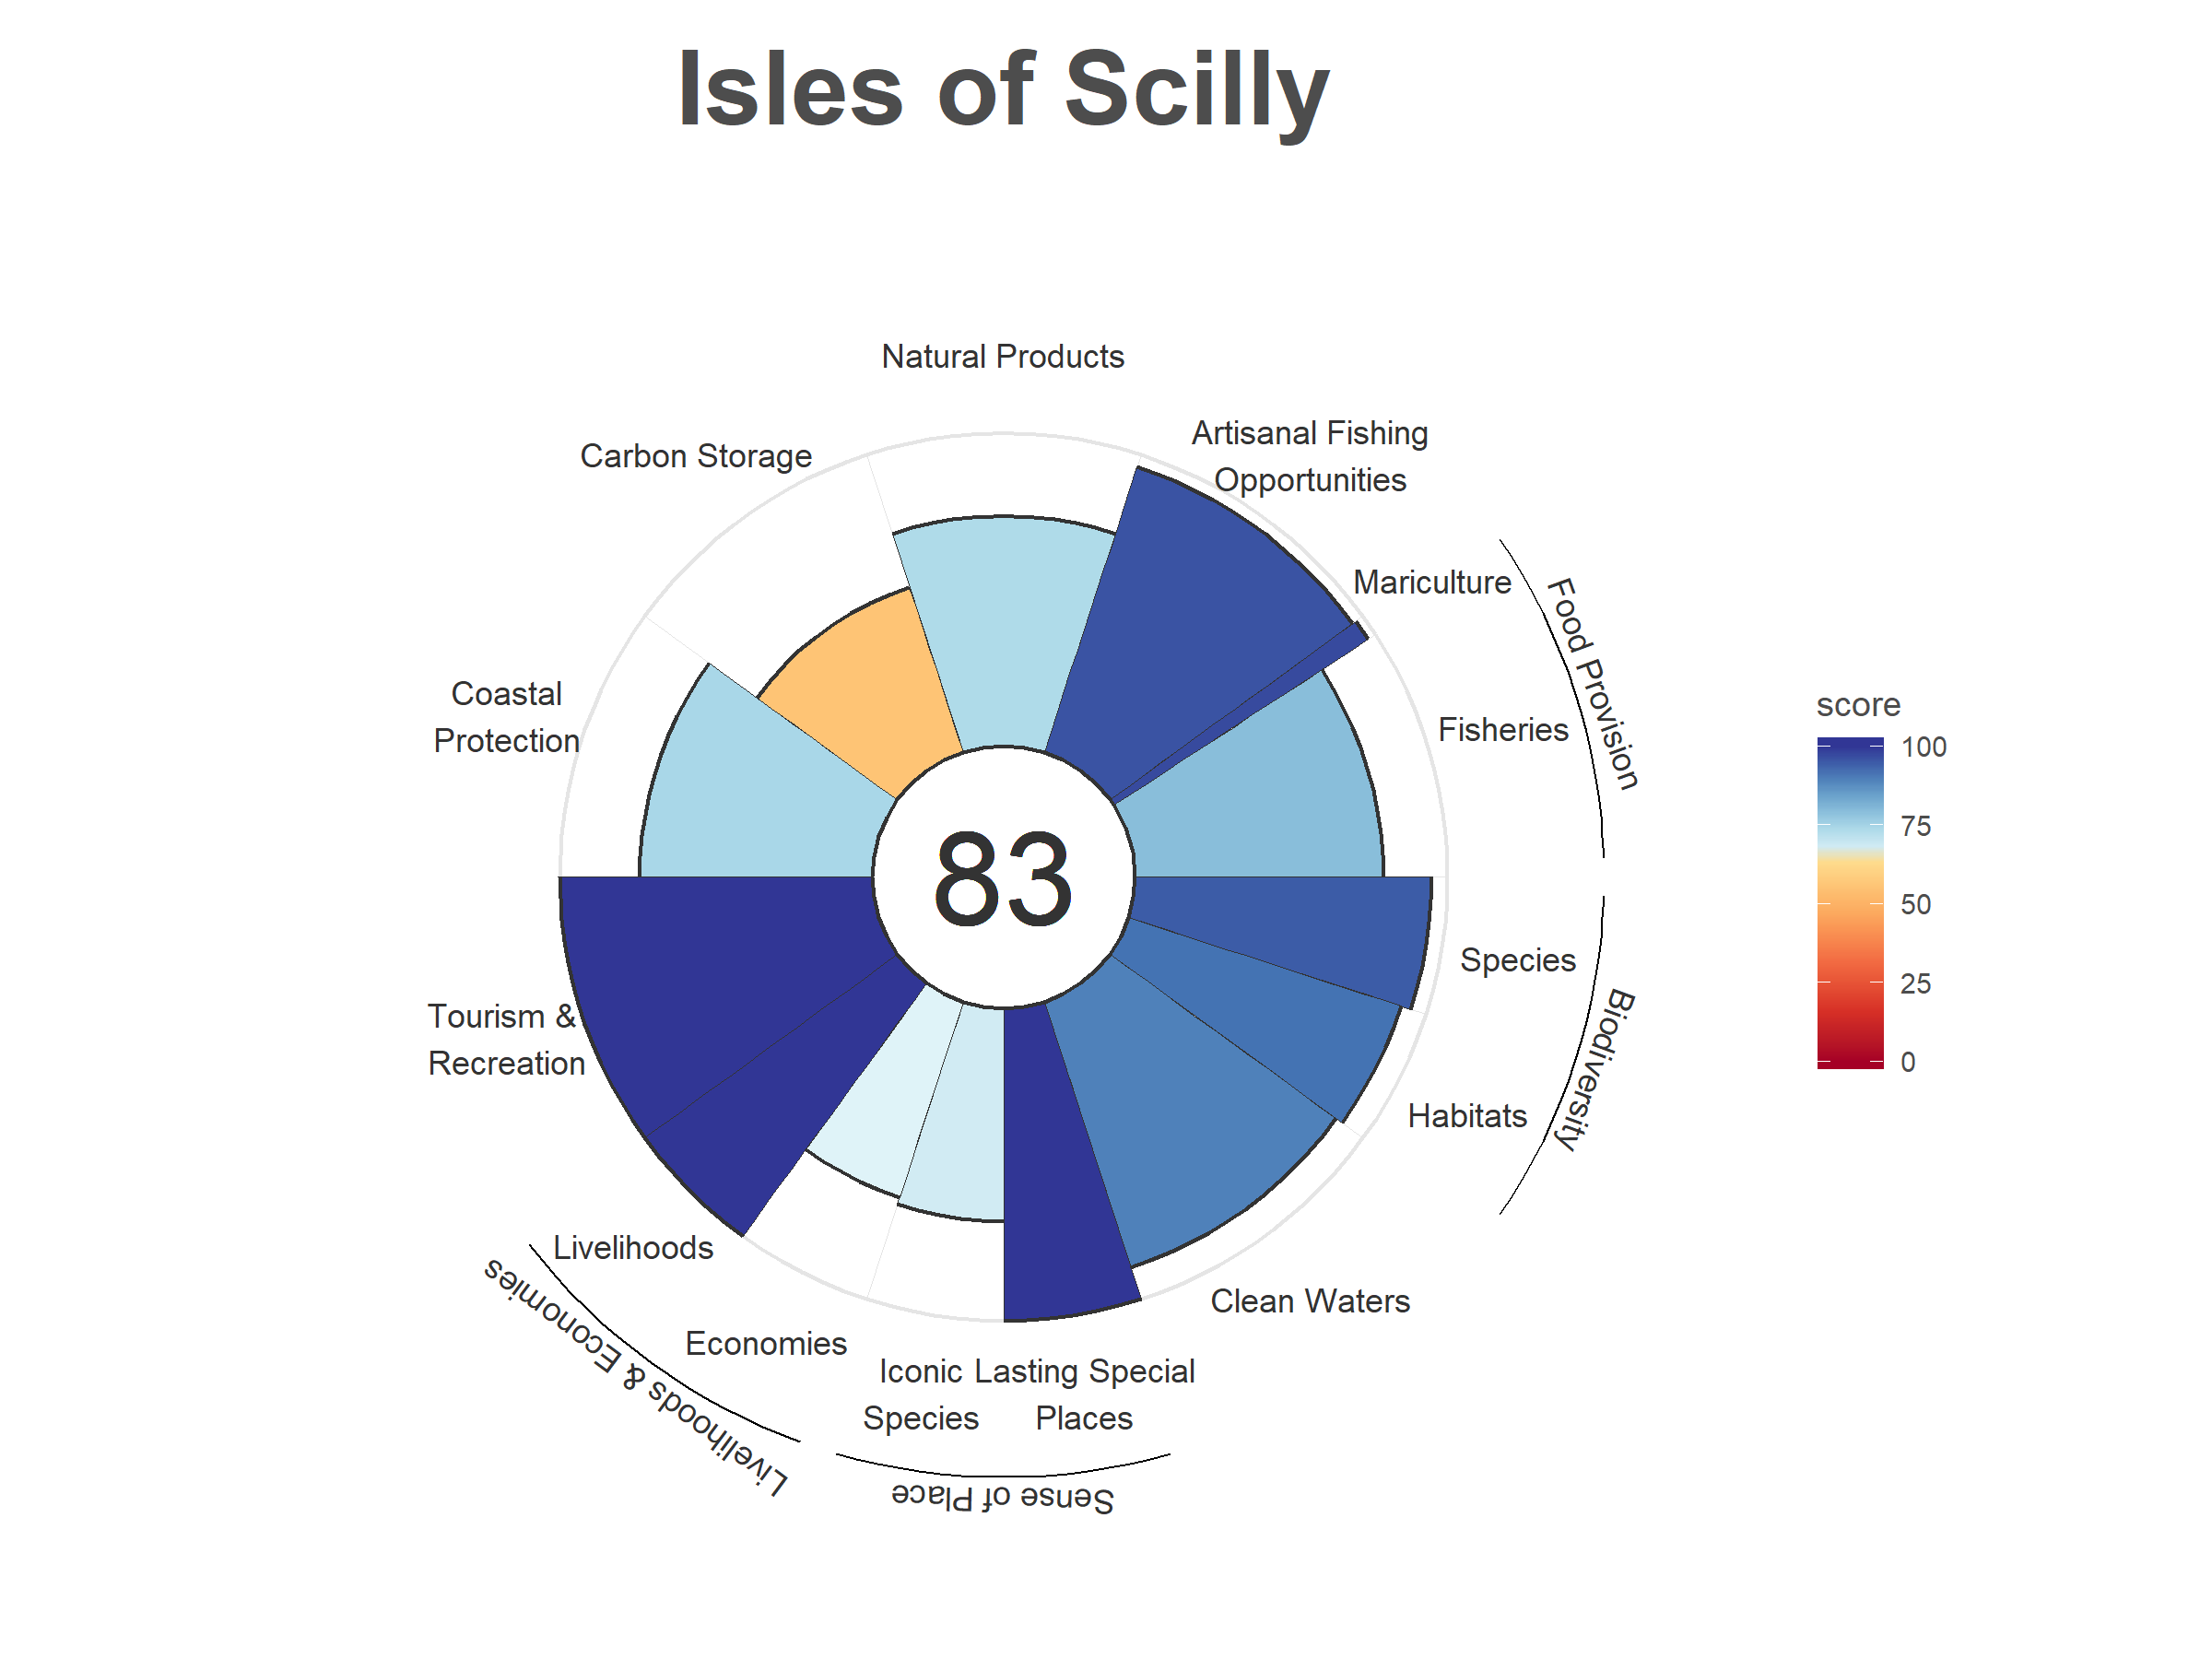 Isles of Scilly
Natural Products
Artisanal Fishing
Opportunities
Carbon Storage
Mariculture
Food Provision
Fisheries
Coastal
Protection
score
100
75
50
25
0
83
Species
Biodiversity
Habitats
Tourism &
Recreation
Livelihoods
Livelihoods & Economies
Economies
Clean Waters
Iconic
Species
Lasting Special
Places
Sense of Place